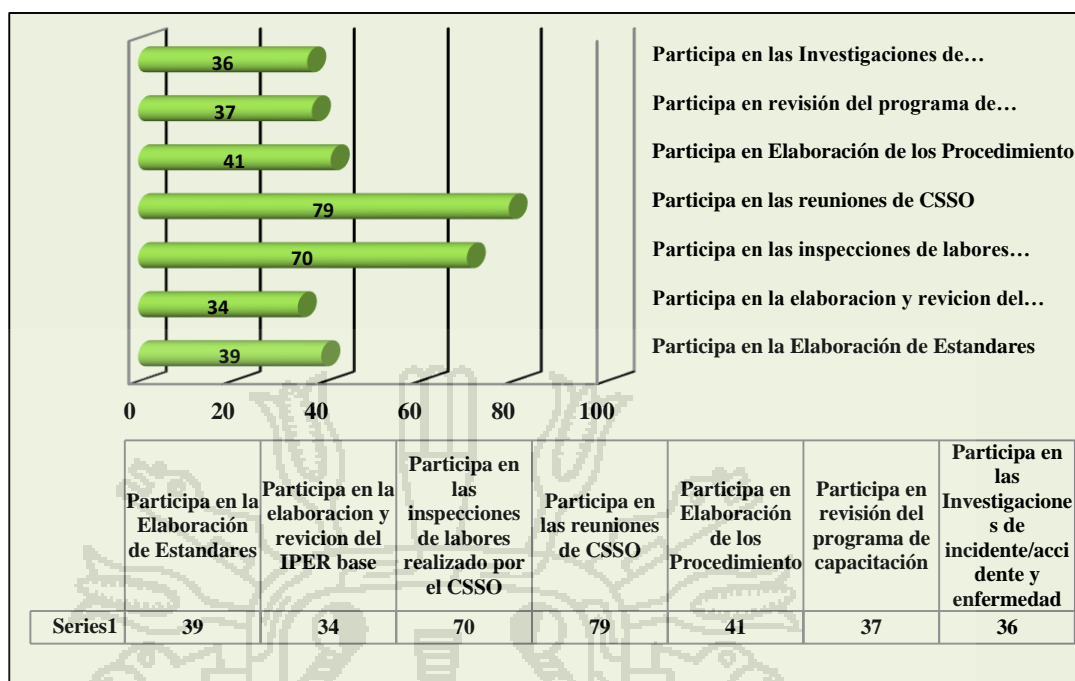 36 Participa en las Investigaciones de…
37 Participa en revisión del programa de…
41 Participa en Elaboración de los Procedimiento
79 Participa en las reuniones de CSSO
70 Participa en las inspecciones de labores…
34 Participa en la elaboracion y revicion del…
39 Participa en la Elaboración de Estandares
0 20 40 60 80 100
Participa en la
Elaboración
de Estandares
Participa en la
elaboracion y
revicion del
IPER base
Participa en
las
inspecciones
de labores
realizado por
el CSSO
Participa en
las reuniones
de CSSO
Participa en
Elaboración
de los
Procedimiento
Participa en
revisión del
programa de
capacitación
Participa en
las
Investigacione
s de
incidente/acci
dente y
enfermedad
Series1 39 34 70 79 41 37 36